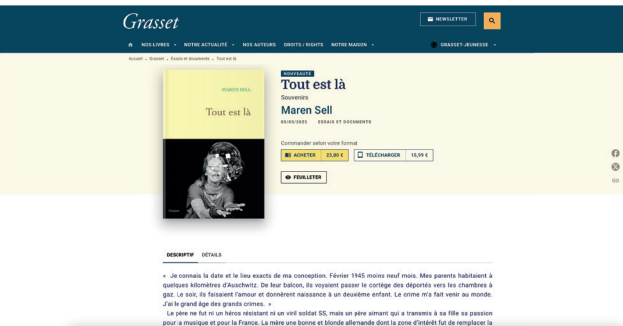 Grasset
NEWSLETTER
NOS LIVRES
NOTRE ACTUALITÉ
NOS AUTEURS
DROITS / RIGHTS
NOTRE MAISON
GRASSET JEUNESSE
Accueil
Grasset
Essais et documents
Tout est là
MAREN SELL
Tout est là
Grasset
NOUVEAUTÉ
Tout est là
Souvenirs
Maren Sell
05/03/2025 ESSAIS ET DOCUMENTS
Commander selon votre format
ACHETER 23,00 €
TÉLÉCHARGER 15,99 €
FEUILLETER
DESCRIPTIF DÉTAILS
« Je connais la date et le lieu exacts de ma conception. Février 1945 moins neuf mois. Mes parents habitaient à
quelques kilomètres d'Auschwitz. De leur balcon, ils voyaient passer le cortège des déportés vers les chambres à
gaz. Le soir, ils faisaient l'amour et donnèrent naissance à un deuxième enfant. Le crime m'a fait venir au monde.
J'ai le grand âge des grands crimes. »
Le père ne fut ni un héros résistant ni un viril soldat SS, mais un père aimant qui a transmis à sa fille sa passion
pour la musique et pour la France. La mère une bonne et blonde allemande dont la zone d'intérêt fut de remplacer la